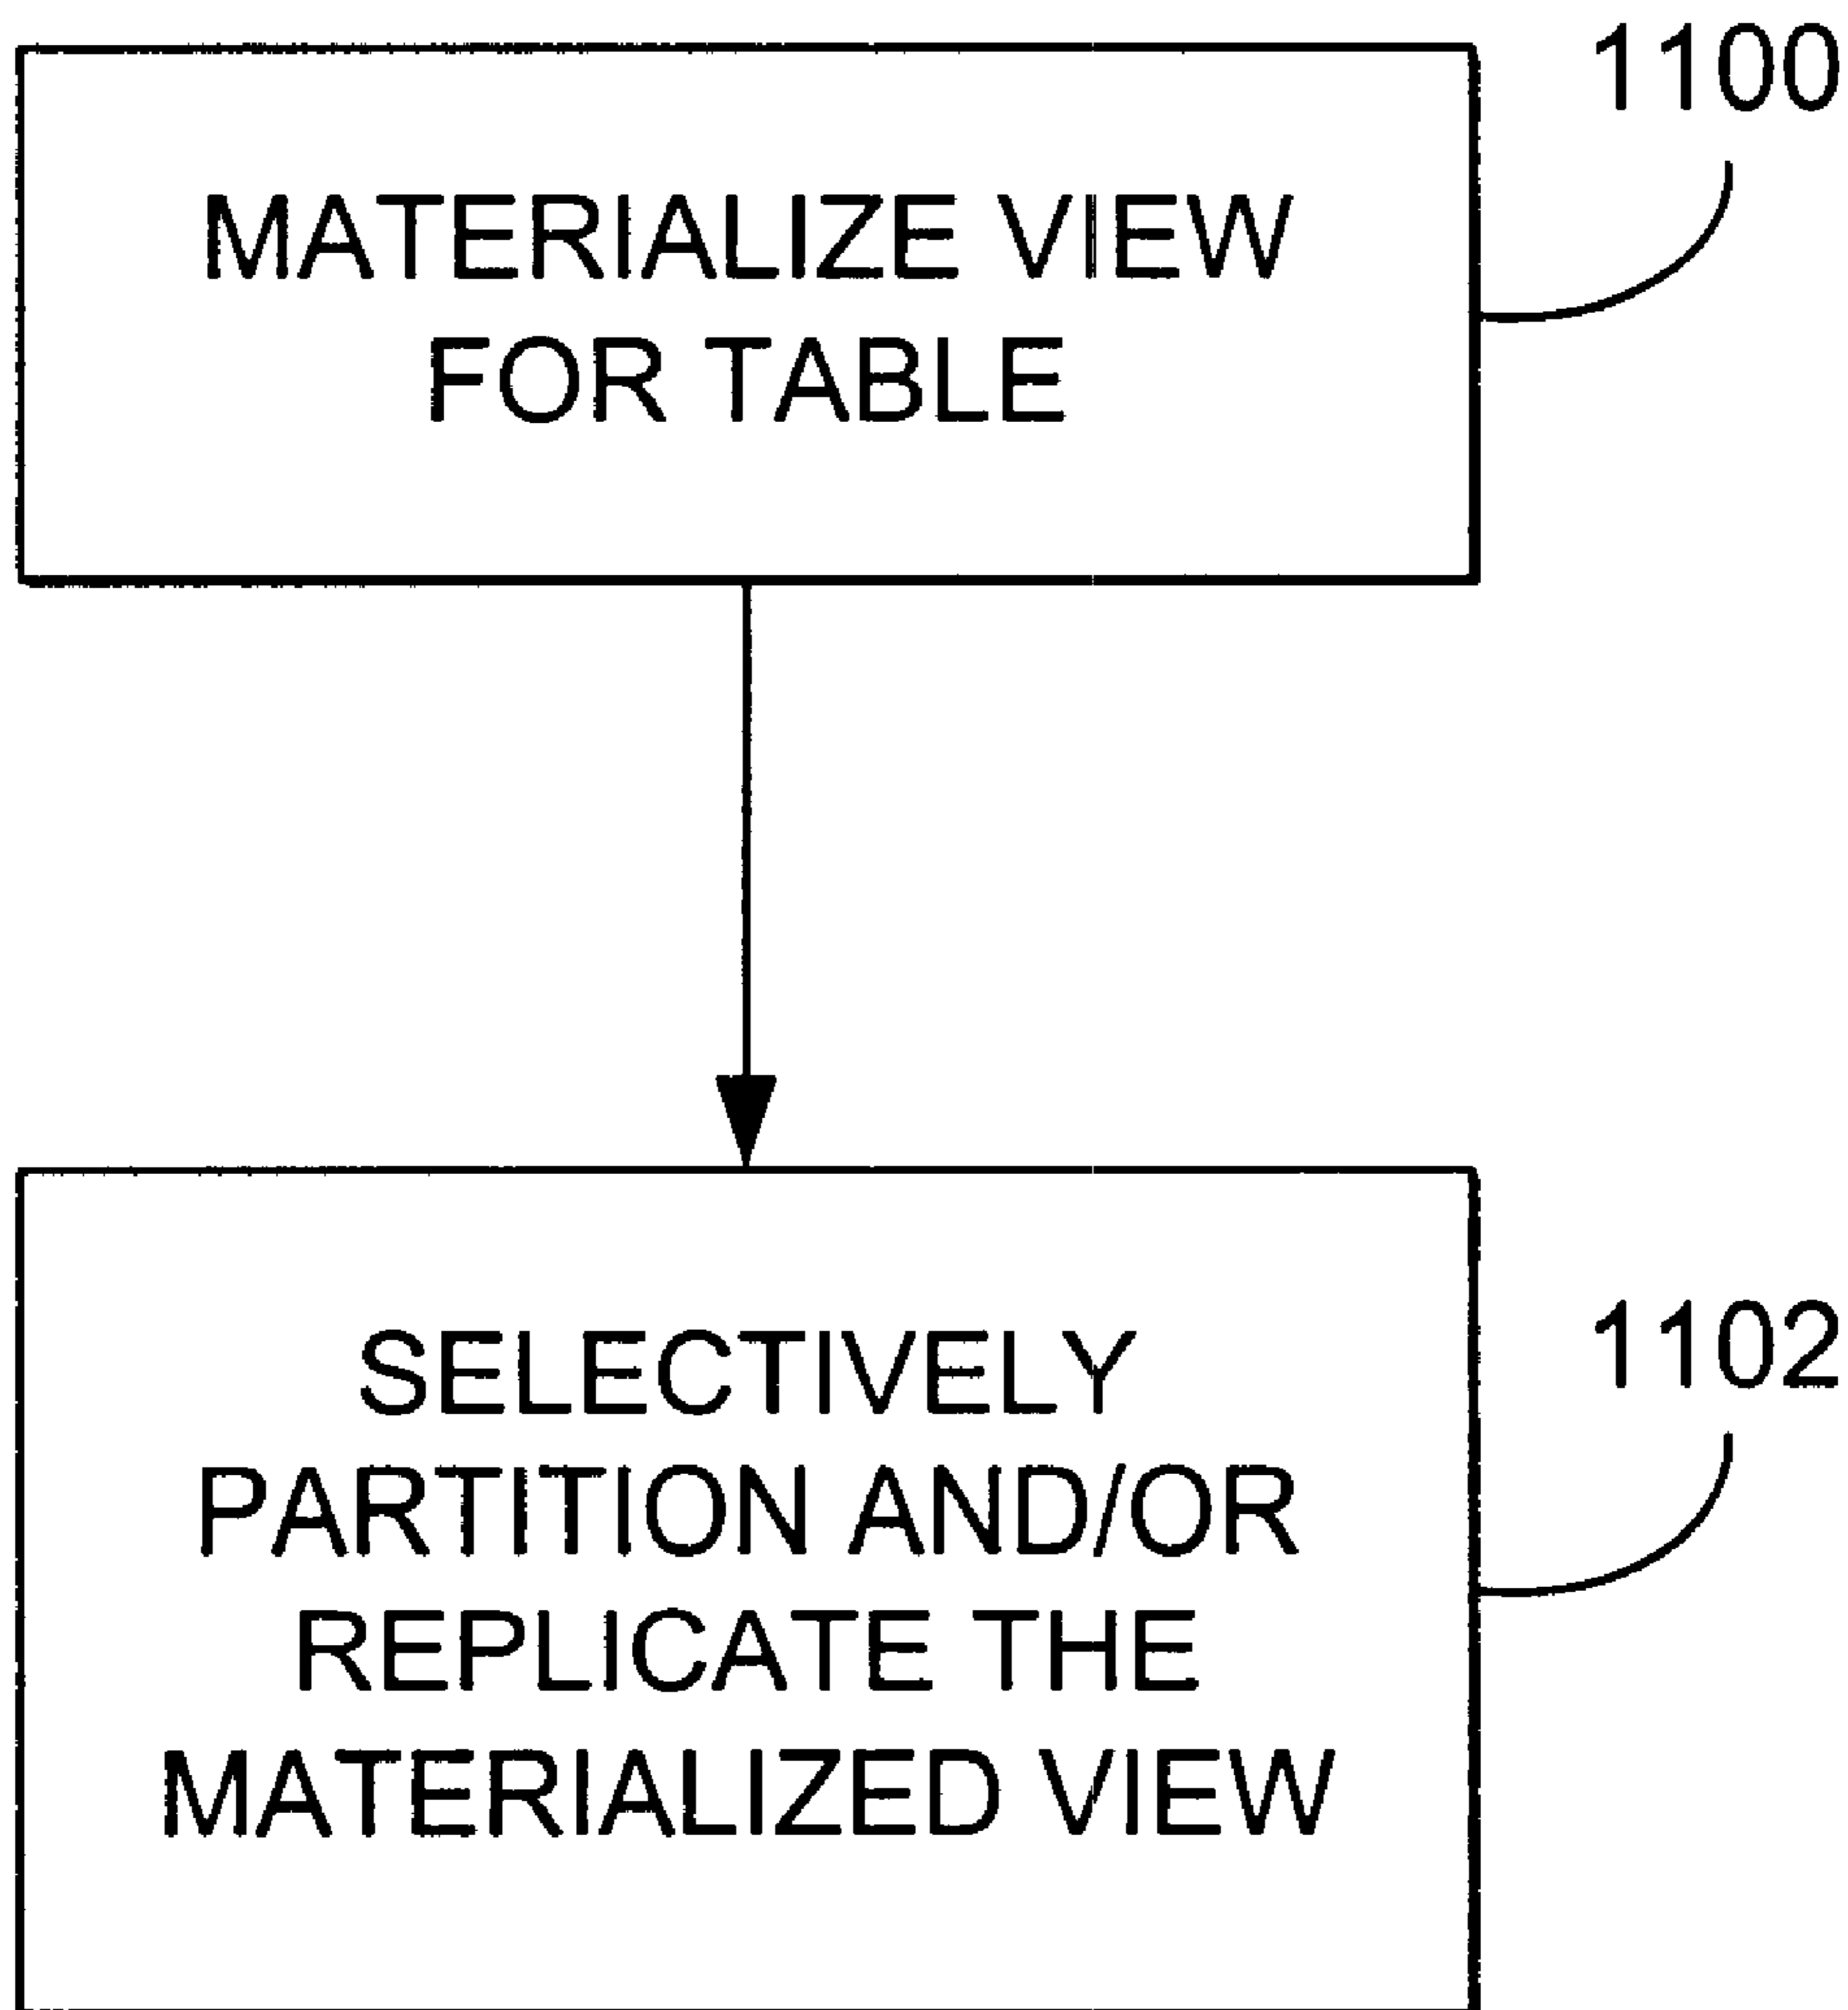 1100
MATERIALIZE VIEW
FOR TABLE
1102
SELECTIVELY
PARTITION AND/OR
REPLICATE THE
MATERIALIZED VIEW